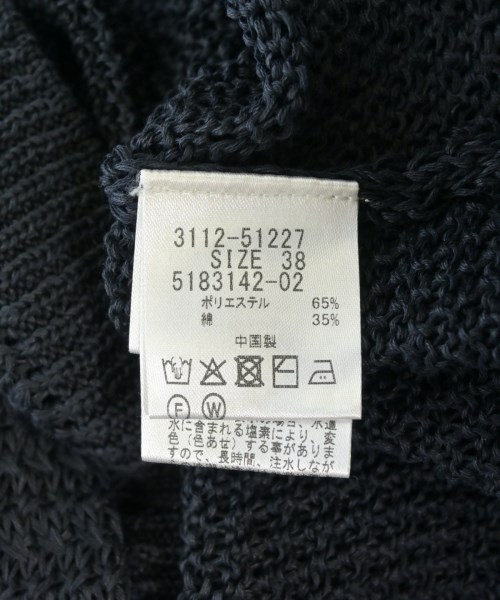 3112-51227
SIZE 38
5183142-02
ポリエステル 65%
綿 35%
中国製
F W
水に含まれる塩素により、変
色（色あせ）する事がありま
すので、長時間、注水しなが